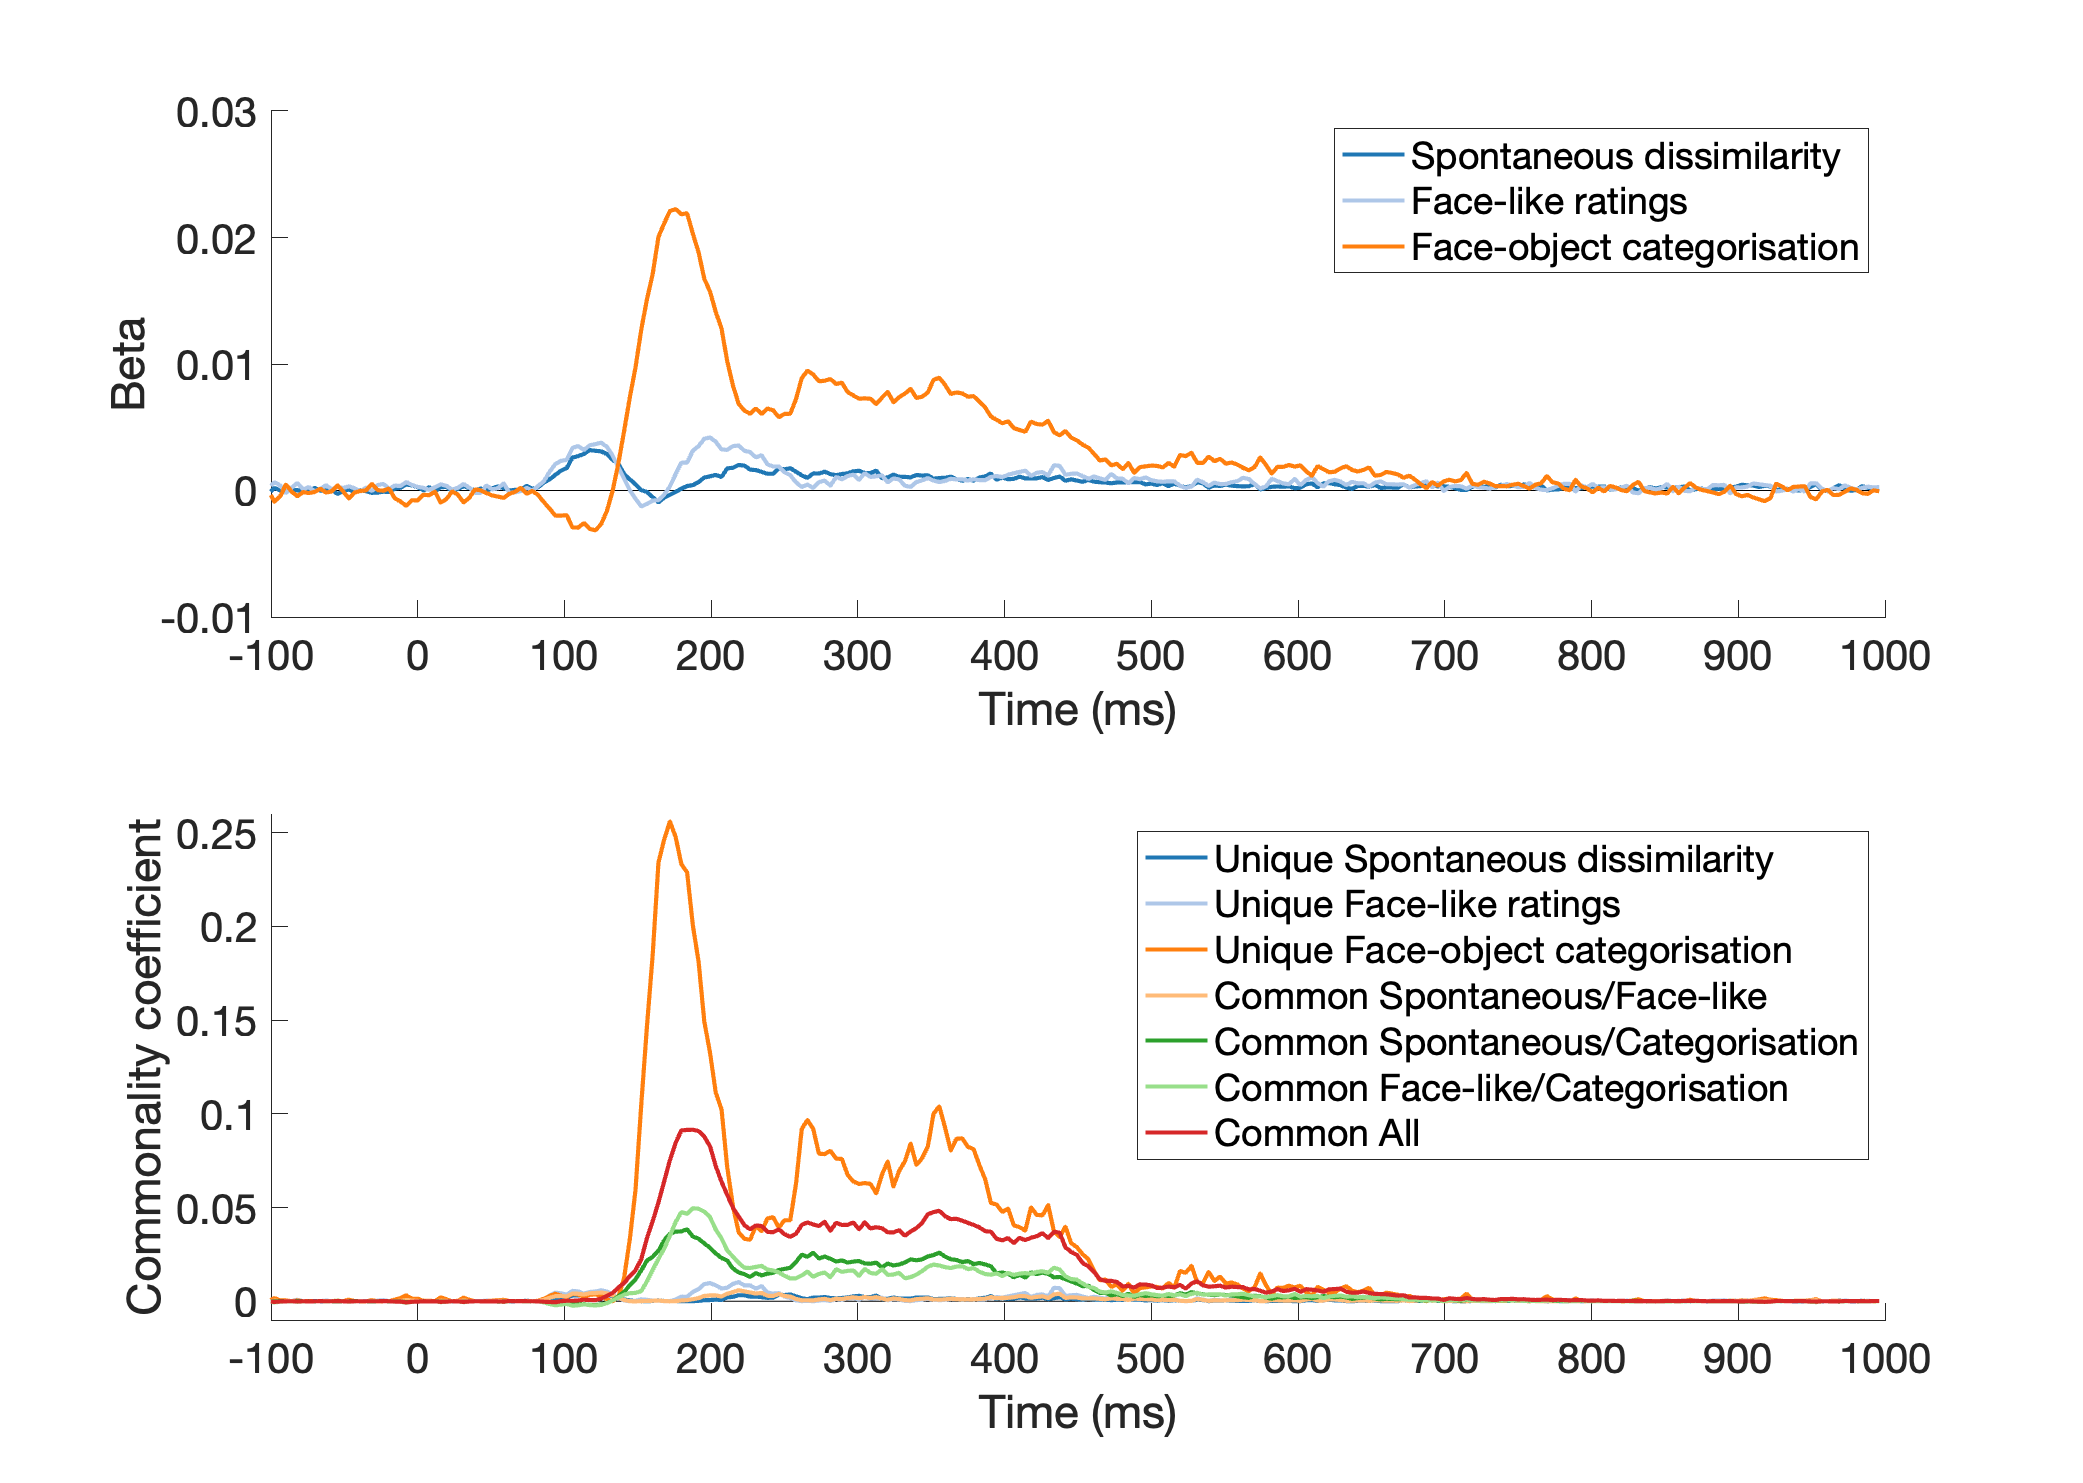 0.03
0.02
0.01
0
-0.01
Beta
Spontaneous dissimilarity
Face-like ratings
Face-object categorisation
-100 0 100 200 300 400 500 600 700 800 900 1000
Time (ms)
0.25
0.2
0.15
0.1
0.05
0
Commonality coefficient
Unique Spontaneous dissimilarity
Unique Face-like ratings
Unique Face-object categorisation
Common Spontaneous/Face-like
Common Spontaneous/Categorisation
Common Face-like/Categorisation
Common All
-100 0 100 200 300 400 500 600 700 800 900 1000
Time (ms)